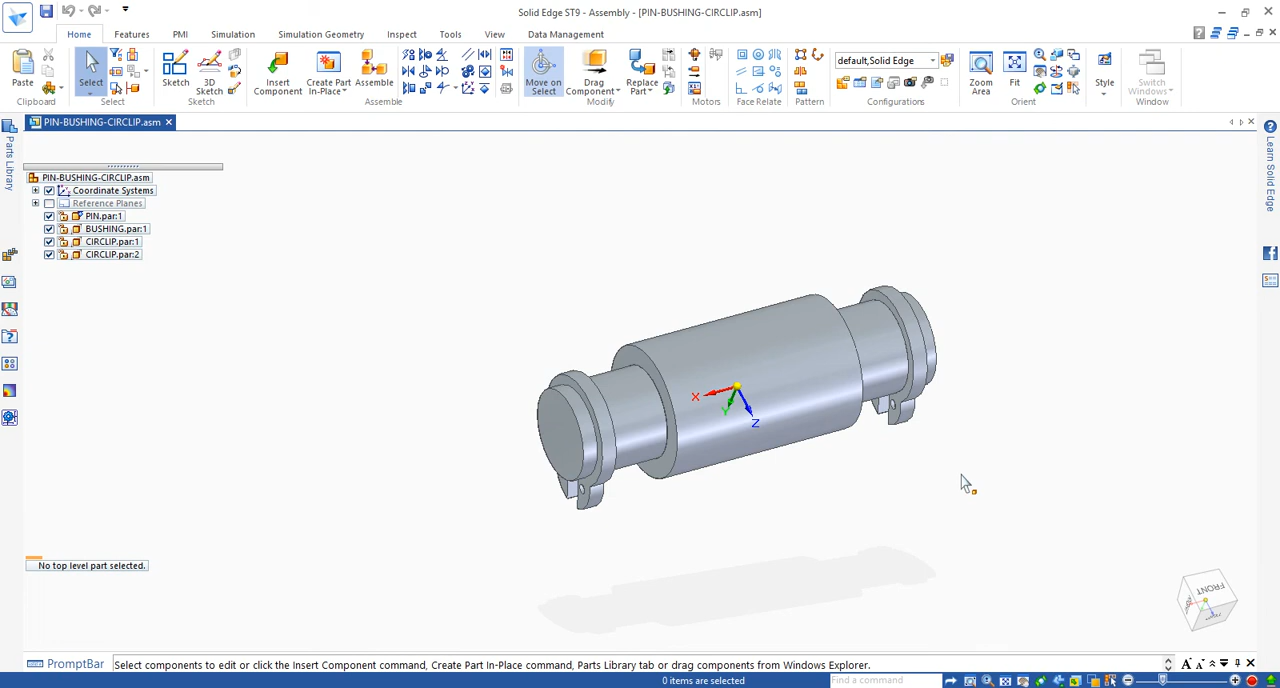 Solid Edge ST9 - Assembly - [PIN-BUSHING-CIRCLIP.asm]
Home Features PMI Simulation Simulation Geometry Inspect Tools View Data Management
Paste
Clipboard
Select
Select
Sketch
3D Sketch
Sketch
Insert Component
Create Part In-Place
Assemble
Assemble
Move on Select
Drag Component
Replace Part
Modify
Motors
Face Relate
Pattern
default,Solid Edge
Configurations
Zoom Area
Fit
Orient
Style
Switch Windows
Window
PIN-BUSHING-CIRCLIP.asm
Parts Library
Learn Solid Edge
PIN-BUSHING-CIRCLIP.asm
Coordinate Systems
Reference Planes
PIN.par:1
BUSHING.par:1
CIRCLIP.par:1
CIRCLIP.par:2
X
Y
Z
No top level part selected.
FRONT
PromptBar
Select components to edit or click the Insert Component command, Create Part In-Place command, Parts Library tab or drag components from Windows Explorer.
0 items are selected
Find a command